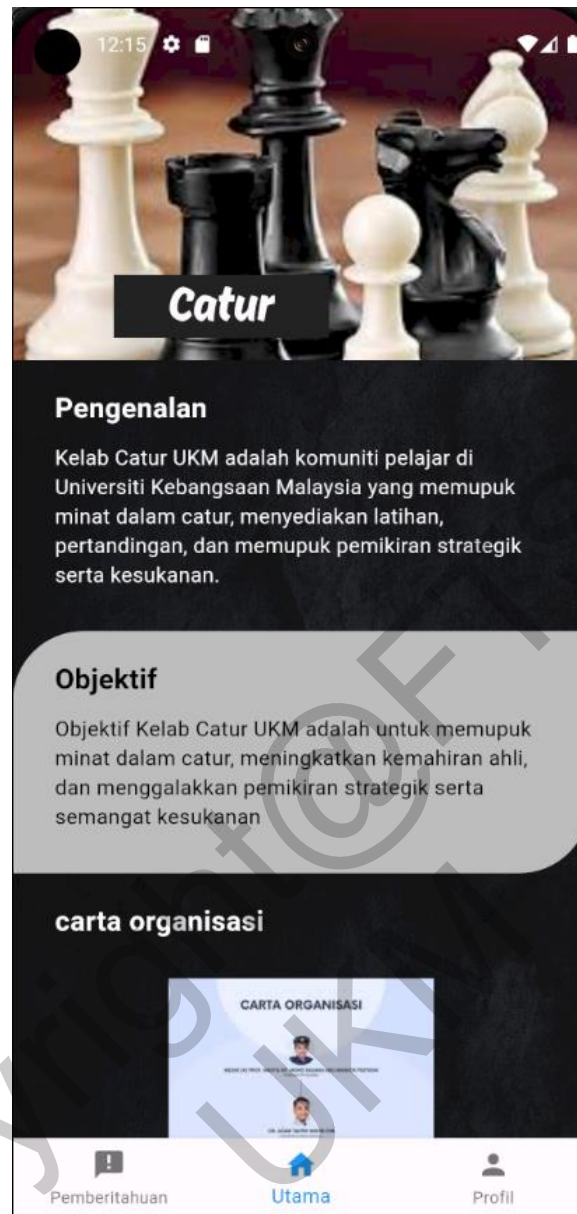 12:15
Catur
Pengenalan
Kelab Catur UKM adalah komuniti pelajar di
Universiti Kebangsaan Malaysia yang memupuk
minat dalam catur, menyediakan latihan,
pertandingan, dan memupuk pemikiran strategik
serta kesukanan.
Objektif
Objektif Kelab Catur UKM adalah untuk memupuk
minat dalam catur, meningkatkan kemahiran ahli,
dan menggalakkan pemikiran strategik serta
semangat kesukanan
carta organisasi
CARTA ORGANISASI
Pemberitahuan
Utama
Profil
UKM